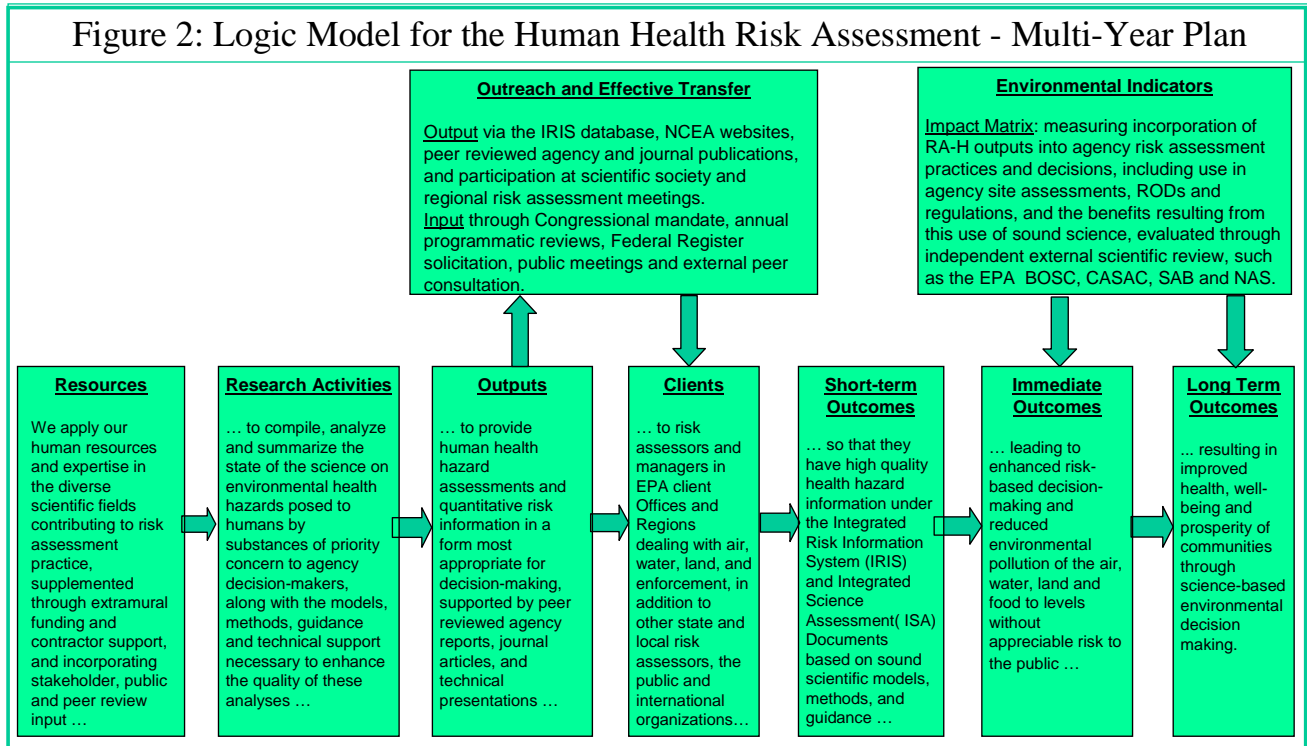 Figure 2: Logic Model for the Human Health Risk Assessment - Multi-Year Plan
Outreach and Effective Transfer
Output via the IRIS database, NCEA websites,
peer reviewed agency and journal publications,
and participation at scientific society and
regional risk assessment meetings.
Input through Congressional mandate, annual
programmatic reviews, Federal Register
solicitation, public meetings and external peer
consultation.
Environmental Indicators
Impact Matrix: measuring incorporation of
RA-H outputs into agency risk assessment
practices and decisions, including use in
agency site assessments, RODs and
regulations, and the benefits resulting from
this use of sound science, evaluated through
independent external scientific review, such
as the EPA BOSC, CASAC, SAB and NAS.
Resources
We apply our
human resources
and expertise in
the diverse
scientific fields
contributing to risk
assessment
practice,
supplemented
through extramural
funding and
contractor support,
and incorporating
stakeholder, public
and peer review
input …
Research Activities
… to compile, analyze
and summarize the
state of the science on
environmental health
hazards posed to
humans by
substances of priority
concern to agency
decision-makers,
along with the models,
methods, guidance
and technical support
necessary to enhance
the quality of these
analyses …
Outputs
… to provide
human health
hazard
assessments and
quantitative risk
information in a
form most
appropriate for
decision-making,
supported by peer
reviewed agency
reports, journal
articles, and
technical
presentations …
Clients
… to risk
assessors and
managers in
EPA client
Offices and
Regions
dealing with air,
water, land, and
enforcement, in
addition to
other state and
local risk
assessors, the
public and
international
organizations…
Short-term
Outcomes
… so that they
have high quality
health hazard
information under
the Integrated
Risk Information
System (IRIS)
and Integrated
Science
Assessment( ISA)
Documents
based on sound
scientific models,
methods, and
guidance …
Immediate
Outcomes
… leading to
enhanced risk-
based decision-
making and
reduced
environmental
pollution of the air,
water, land and
food to levels
without
appreciable risk to
the public …
Long Term
Outcomes
... resulting in
improved
health, well-
being and
prosperity of
communities
through
science-based
environmental
decision
making.